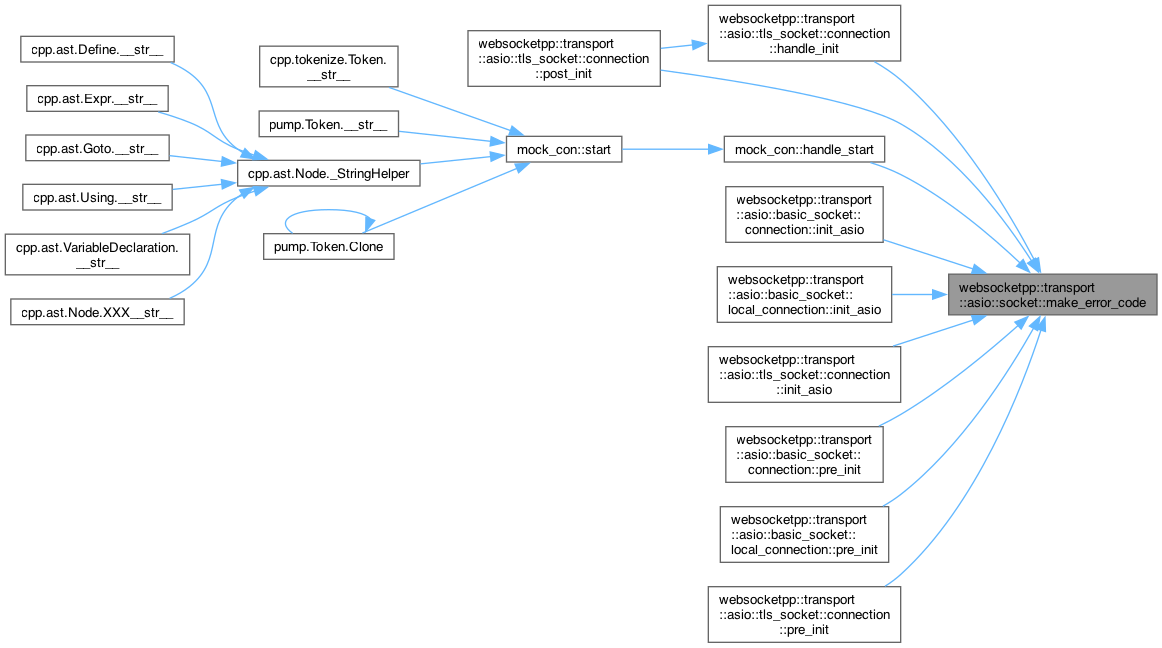 cpp.ast.Define.__str__
cpp.ast.Expr.__str__
cpp.ast.Goto.__str__
cpp.ast.Using.__str__
cpp.ast.VariableDeclaration.
__str__
cpp.ast.Node.XXX__str__
cpp.tokenize.Token.
__str__
pump.Token.__str__
cpp.ast.Node._StringHelper
pump.Token.Clone
websocketpp::transport
::asio::tls_socket::connection
::post_init
mock_con::start
websocketpp::transport
::asio::tls_socket::connection
::handle_init
mock_con::handle_start
websocketpp::transport
::asio::basic_socket::
connection::init_asio
websocketpp::transport
::asio::basic_socket::
local_connection::init_asio
websocketpp::transport
::asio::tls_socket::connection
::init_asio
websocketpp::transport
::asio::basic_socket::
connection::pre_init
websocketpp::transport
::asio::basic_socket::
local_connection::pre_init
websocketpp::transport
::asio::tls_socket::connection
::pre_init
websocketpp::transport
::asio::socket::make_error_code